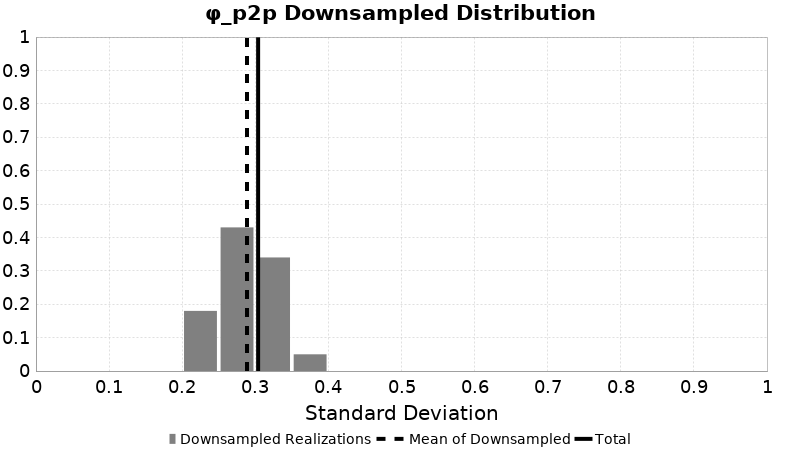 φ_p2p Downsampled Distribution
1
0.9
0.8
0.7
0.6
0.5
0.4
0.3
0.2
0.1
0
0 0.1 0.2 0.3 0.4 0.5 0.6 0.7 0.8 0.9 1
Standard Deviation
Downsampled Realizations Mean of Downsampled Total